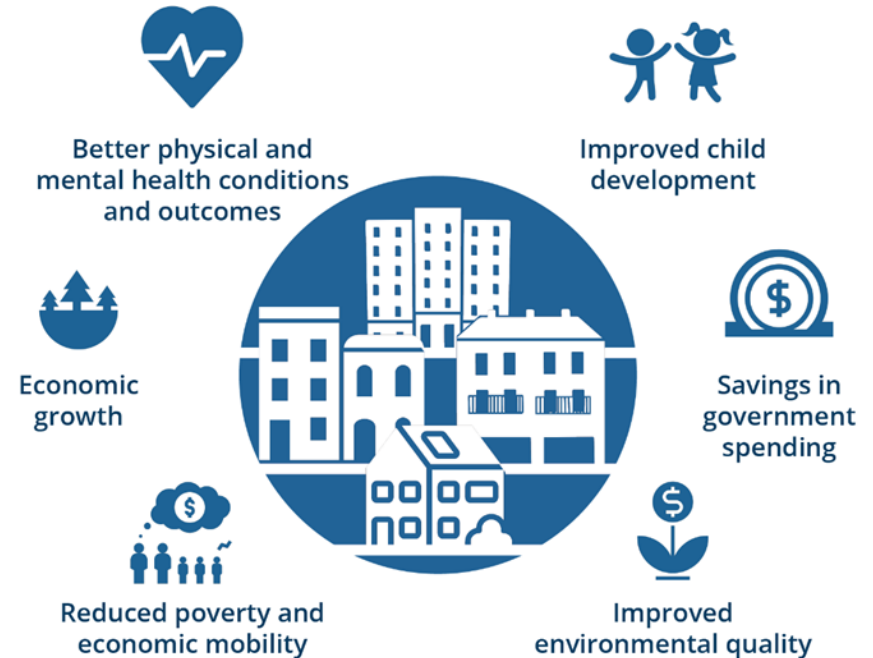 Better physical and
mental health conditions
and outcomes
Improved child
development
Economic
growth
$
Savings in
government
spending
$
Reduced poverty and
economic mobility
$
Improved
environmental quality